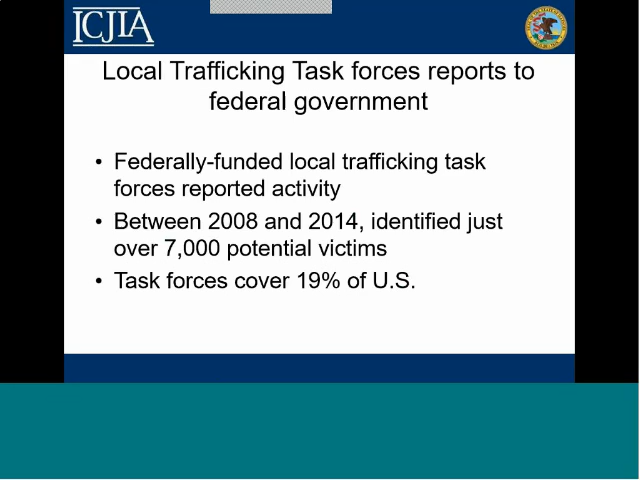 ICJIA
Local Trafficking Task forces reports to
federal government
• Federally-funded local trafficking task
forces reported activity
• Between 2008 and 2014, identified just
over 7,000 potential victims
• Task forces cover 19% of U.S.